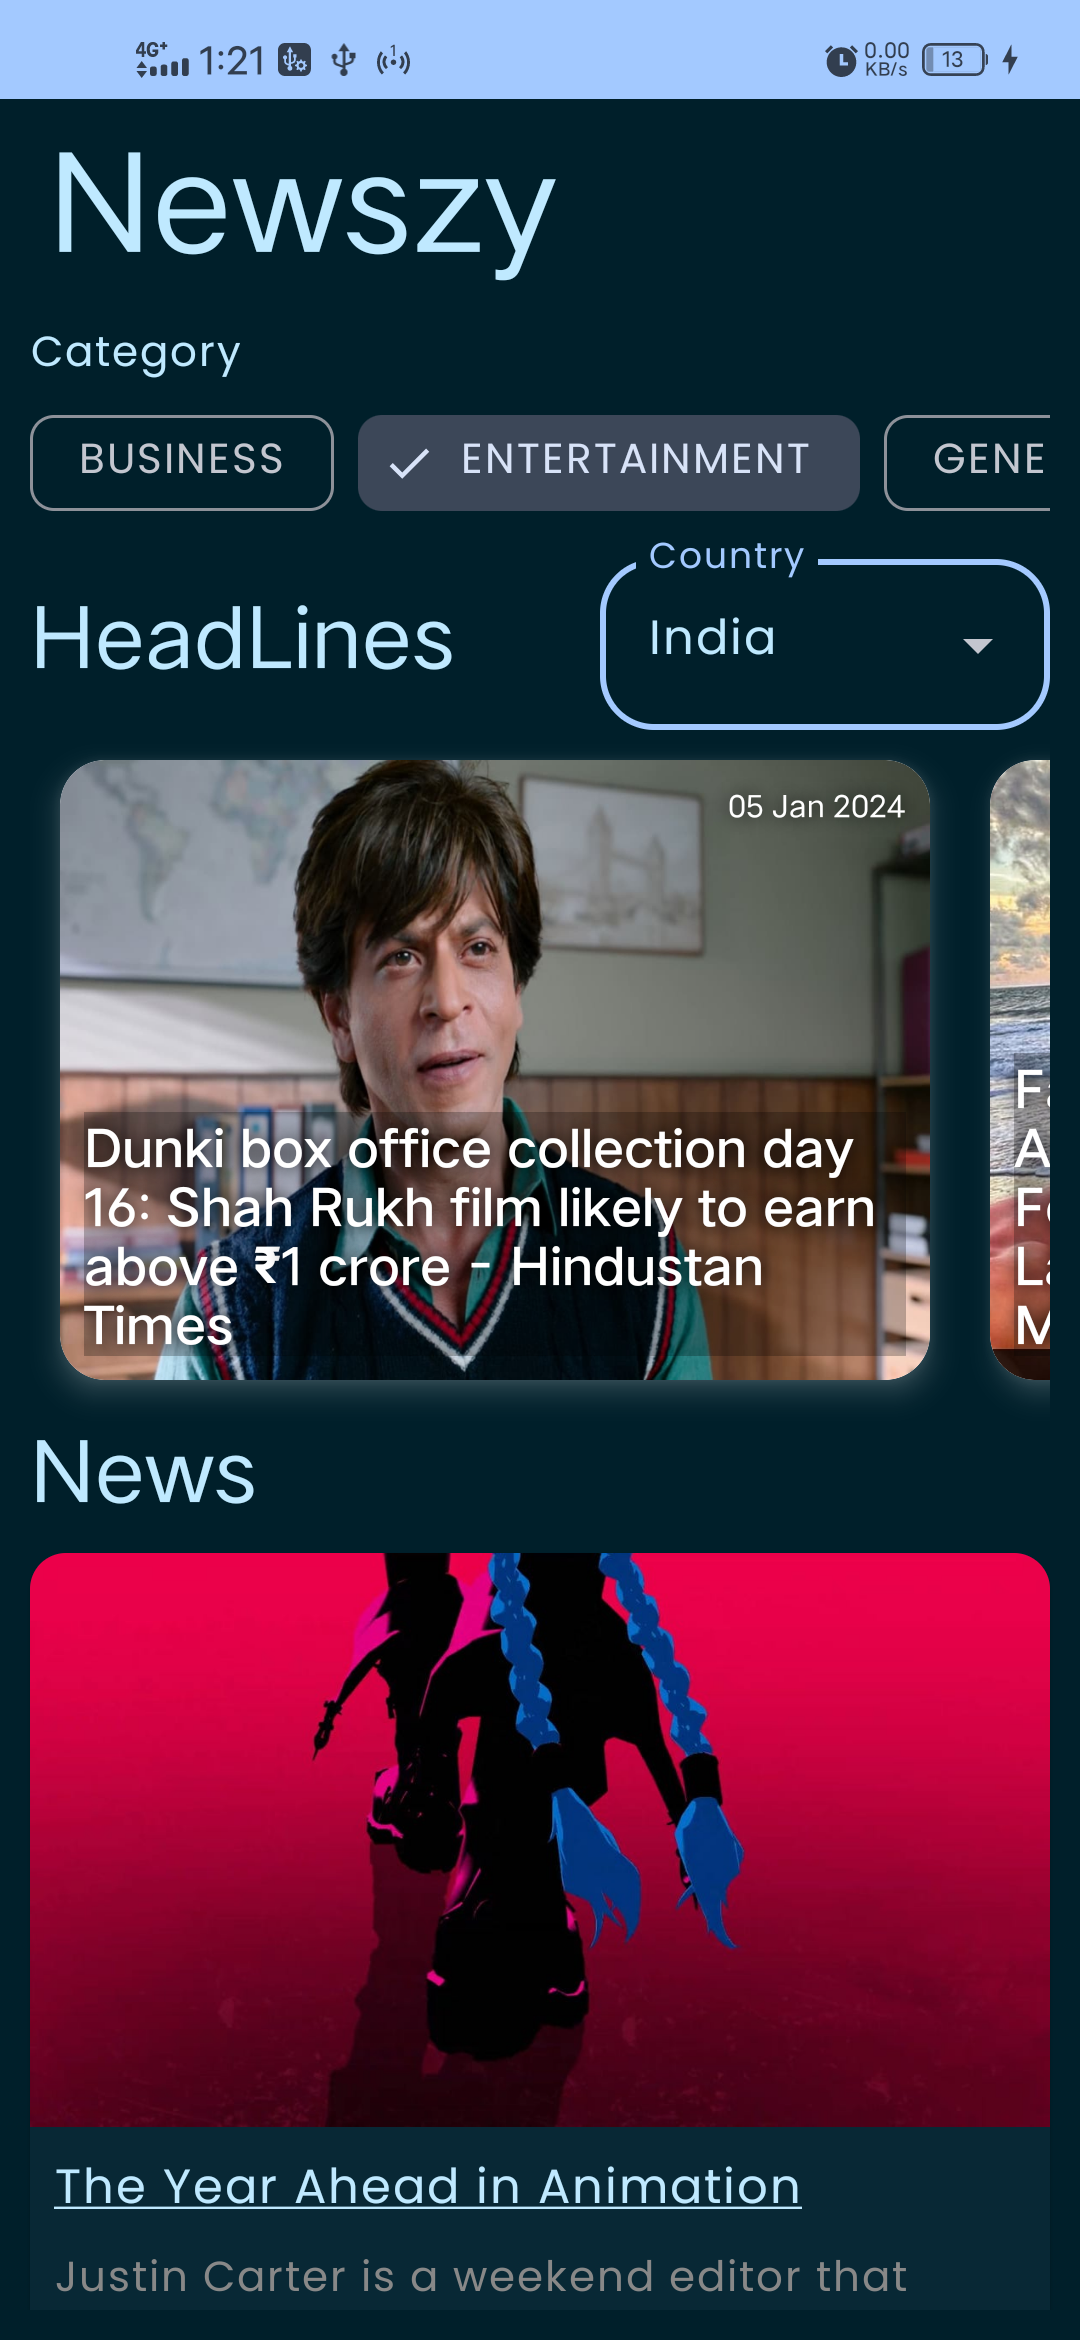 4G+ 1:21 1 0.00 KB/s 13
Newszy
Category
BUSINESS ENTERTAINMENT GENE
Country
HeadLines India
05 Jan 2024
Dunki box office collection day
16: Shah Rukh film likely to earn
above ₹1 crore - Hindustan
Times
F
A
F
L
M
News
The Year Ahead in Animation
Justin Carter is a weekend editor that